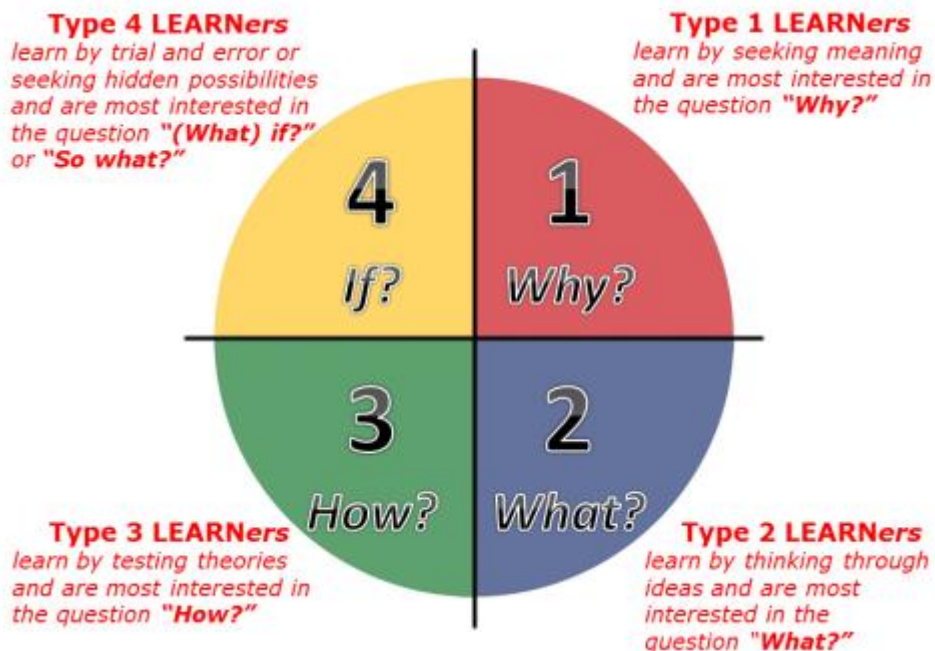 Type 4 LEARNers
learn by trial and error or
seeking hidden possibilities
and are most interested in
the question “(What) if?”
or “So what?”
Type 1 LEARNers
learn by seeking meaning
and are most interested in
the question “Why?”
4
If?
1
Why?
3
How?
2
What?
Type 3 LEARNers
learn by testing theories
and are most interested in
the question “How?”
Type 2 LEARNers
learn by thinking through
ideas and are most
interested in the
question “What?”